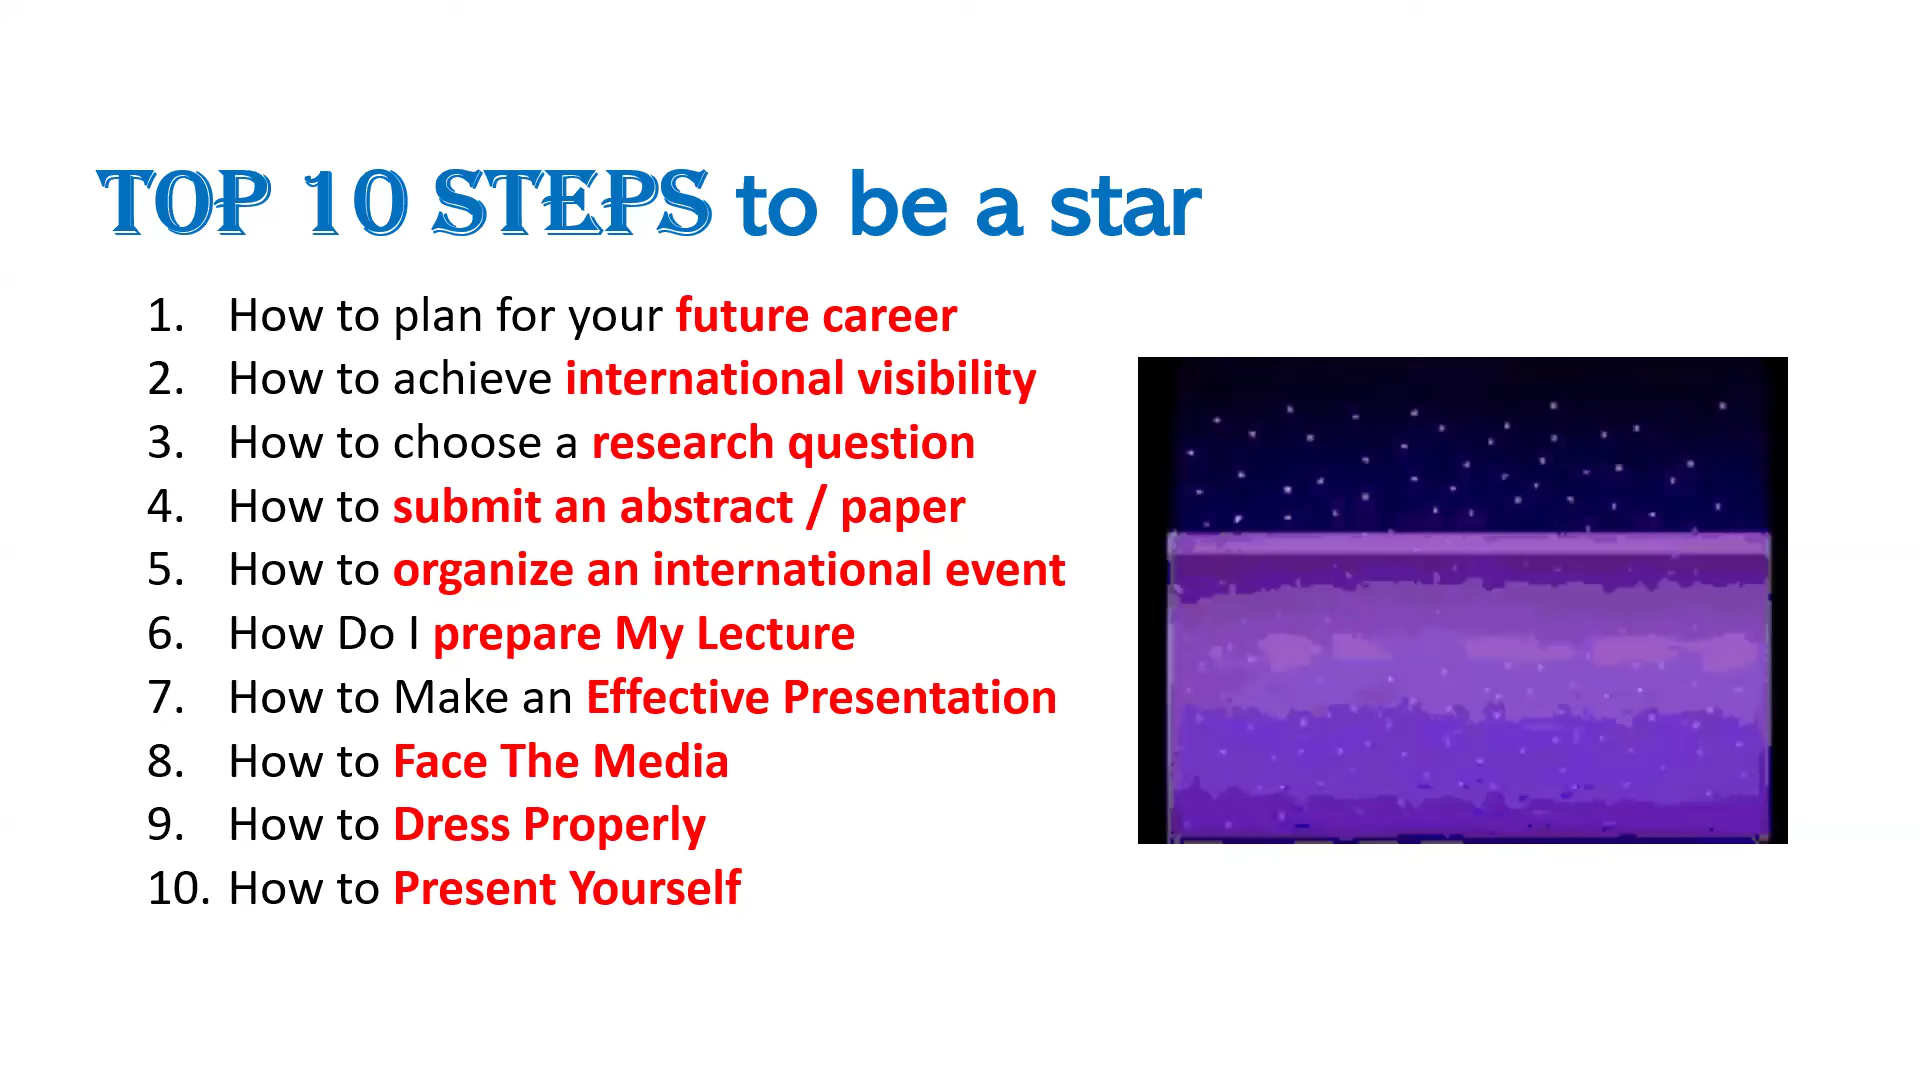 TOP 10 STEPS to be a star
1. How to plan for your future career
2. How to achieve international visibility
3. How to choose a research question
4. How to submit an abstract / paper
5. How to organize an international event
6. How Do I prepare My Lecture
7. How to Make an Effective Presentation
8. How to Face The Media
9. How to Dress Properly
10. How to Present Yourself